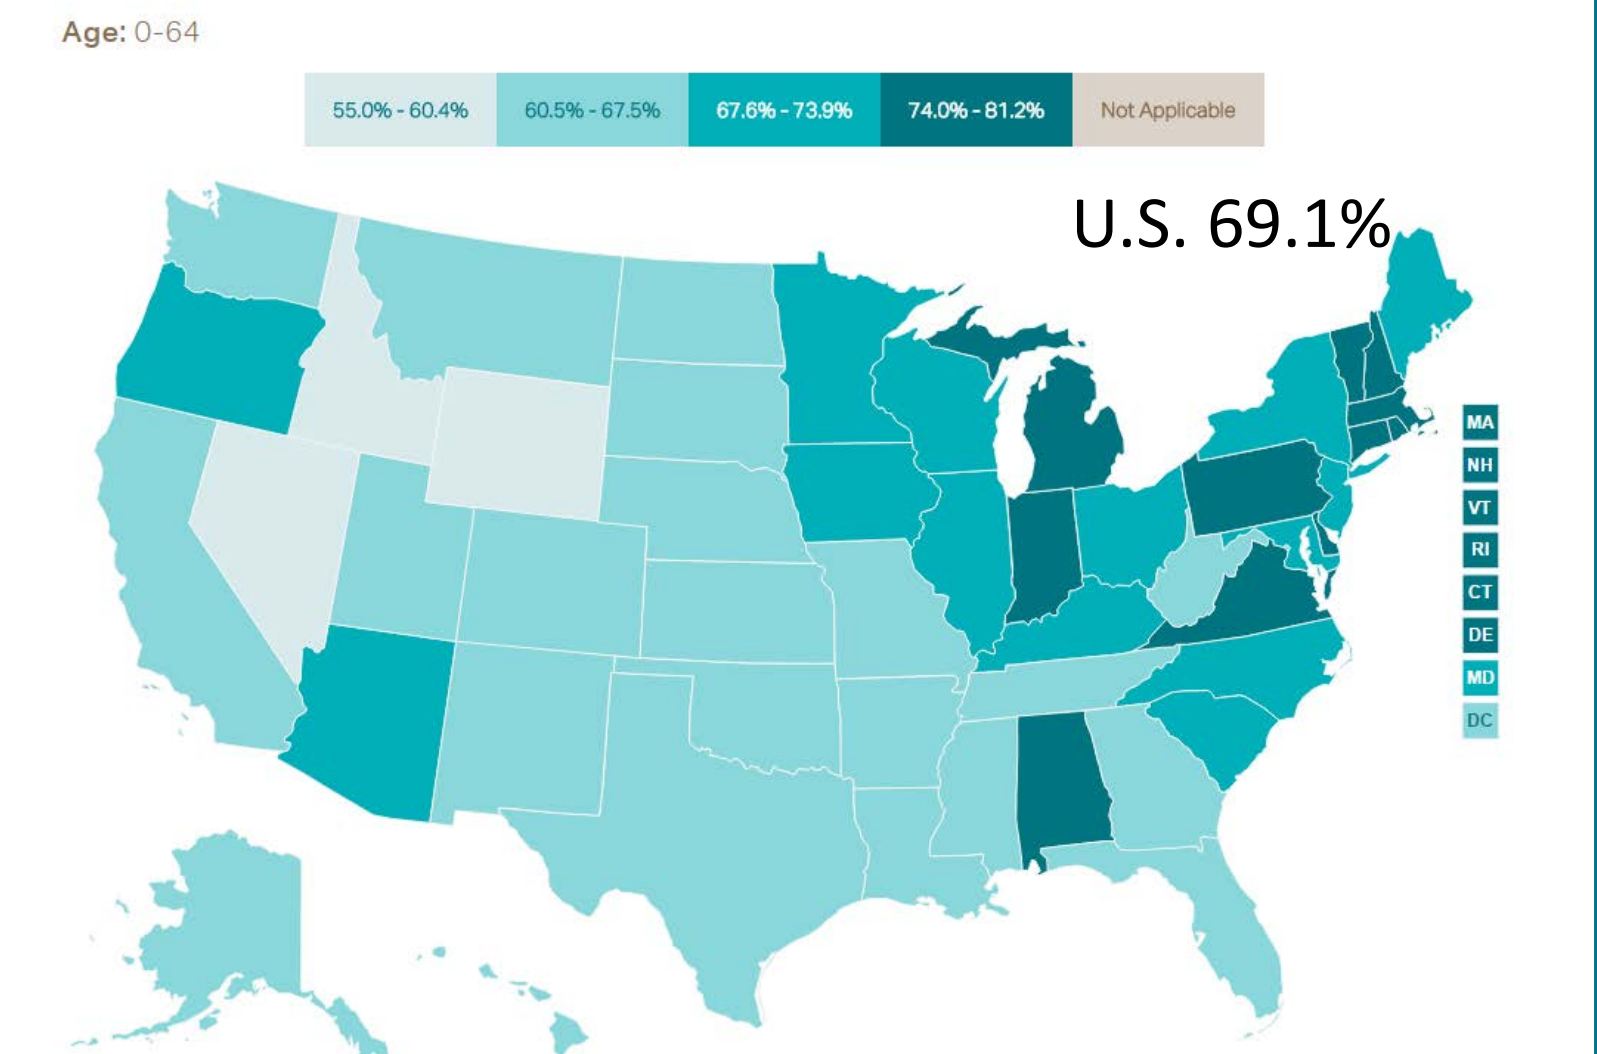 Age: 0-64
55.0% - 60.4% 60.5% - 67.5% 67.6% - 73.9% 74.0% - 81.2% Not Applicable
U.S. 69.1%
MA
NH
VT
RI
CT
DE
MD
DC